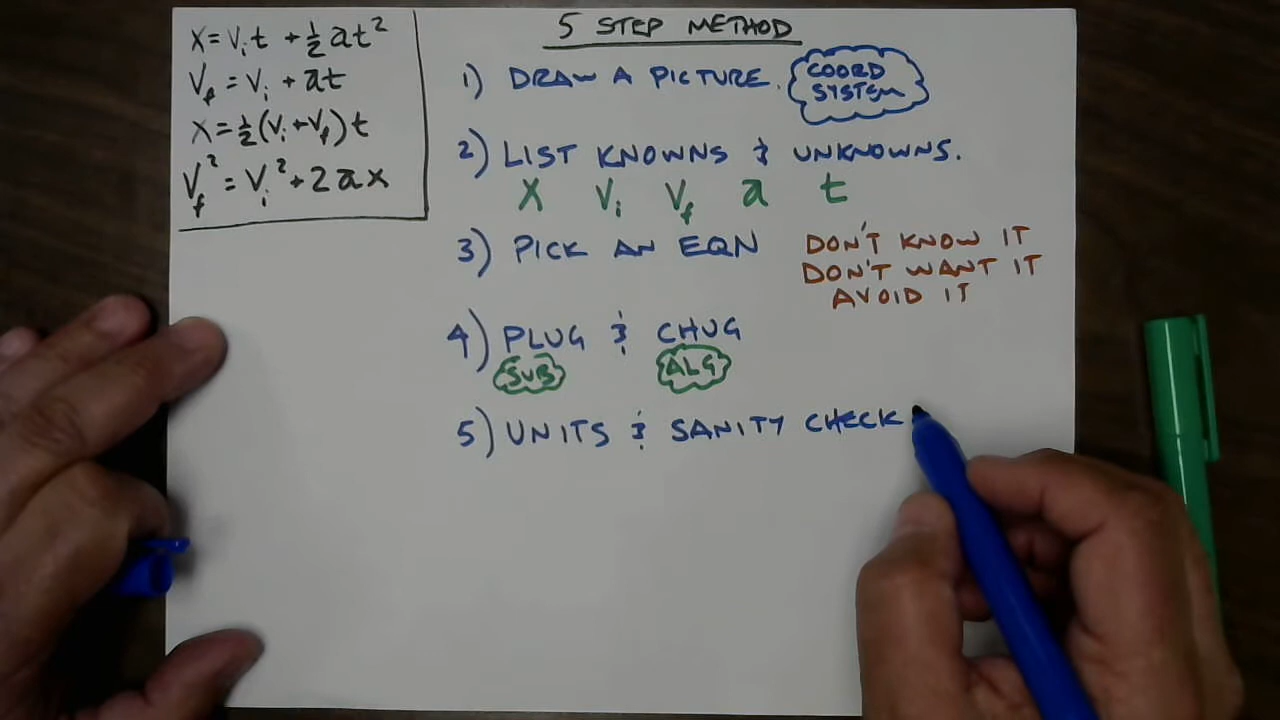 x = Vᵢt + ½at²
V_f = Vᵢ + at
x = ½(Vᵢ + V_f)t
V_f² = Vᵢ² + 2ax
5 STEP METHOD
1) DRAW A PICTURE. COORD SYSTEM
2) LIST KNOWNS & UNKNOWNS.
X Vᵢ V_f a t
3) PICK AN EQN
DON'T KNOW IT
DON'T WANT IT
AVOID IT
4) PLUG & CHUG
SUB ALG
5) UNITS & SANITY CHECK